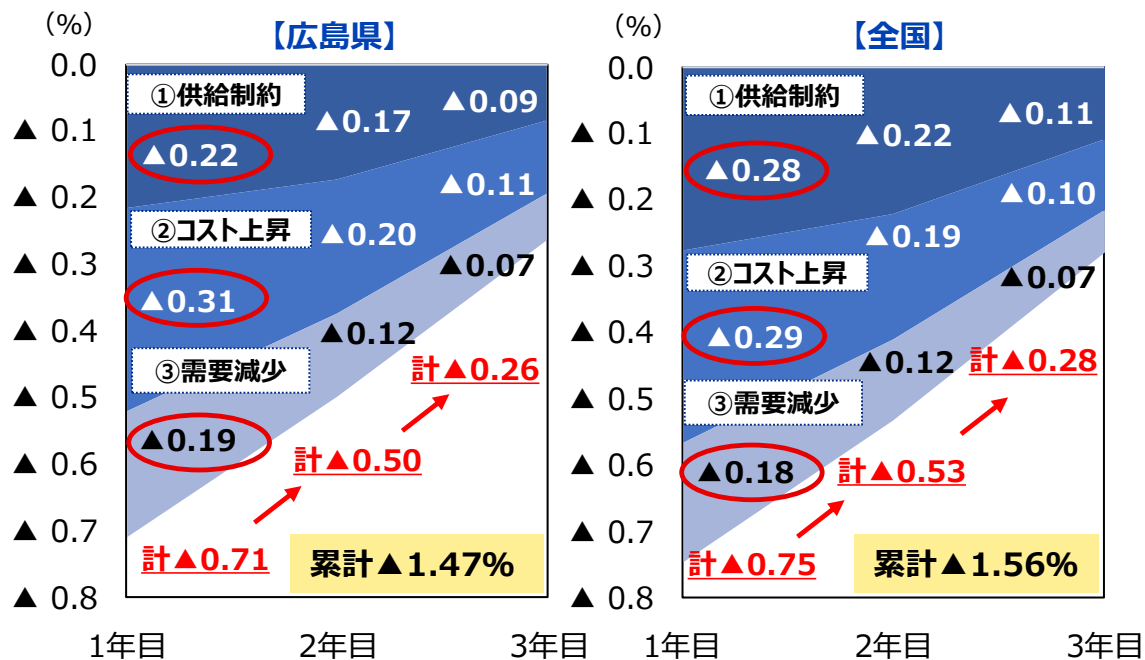 (%)
【広島県】
0.0
▲ 0.1
▲ 0.2
▲ 0.3
▲ 0.4
▲ 0.5
▲ 0.6
▲ 0.7
▲ 0.8
①供給制約
▲0.22
▲0.17
▲0.09
②コスト上昇
▲0.31
▲0.20
▲0.11
③需要減少
▲0.19
▲0.12
▲0.07
計▲0.71
計▲0.50
計▲0.26
累計▲1.47%
1年目
2年目
3年目
(%)
【全国】
0.0
▲ 0.1
▲ 0.2
▲ 0.3
▲ 0.4
▲ 0.5
▲ 0.6
▲ 0.7
▲ 0.8
①供給制約
▲0.28
▲0.22
▲0.11
②コスト上昇
▲0.29
▲0.19
▲0.10
③需要減少
▲0.18
▲0.12
▲0.07
計▲0.75
計▲0.53
計▲0.28
累計▲1.56%
1年目
2年目
3年目